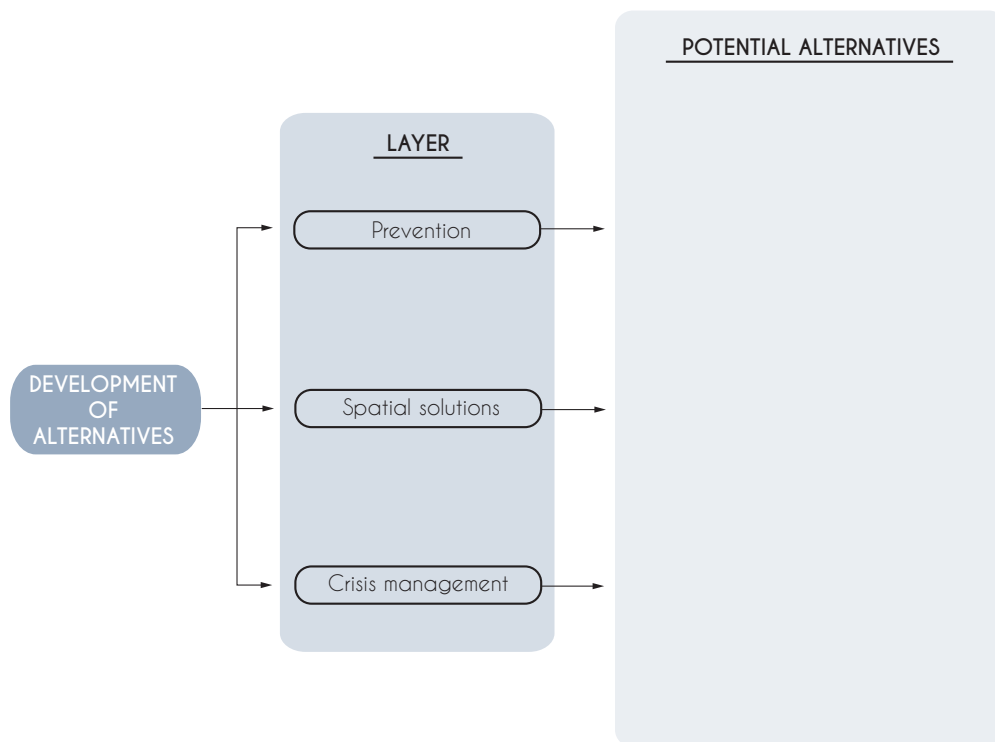 POTENTIAL ALTERNATIVES
LAYER
Prevention
DEVELOPMENT
OF
ALTERNATIVES
Spatial solutions
Crisis management